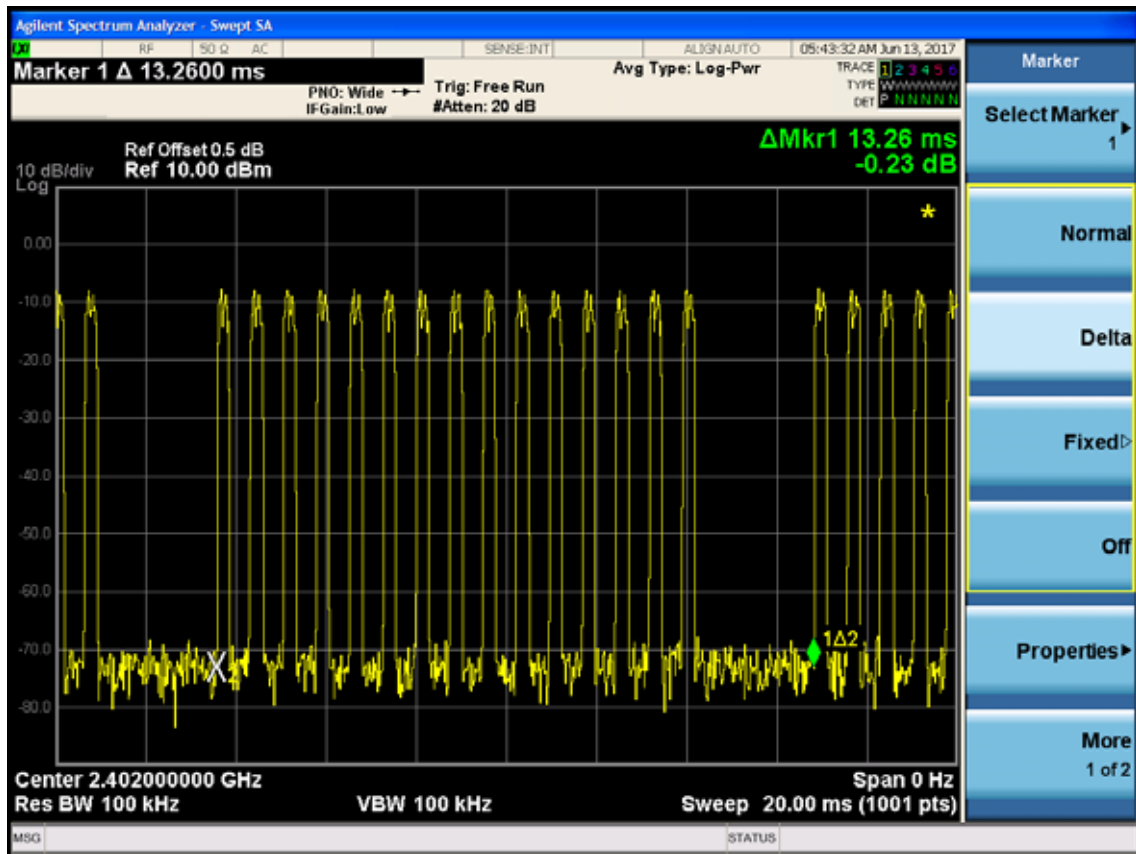 Agilent Spectrum Analyzer - Swept SA
RF 50 Ω AC SENSE:INT ALIGN AUTO 05:43:32 AM Jun 13, 2017
Marker 1 Δ 13.2600 ms
PNO: Wide
IFGain:Low
Trig: Free Run
#Atten: 20 dB
Avg Type: Log-Pwr
TRACE 1 2 3 4 5 6
TYPE W
DET P N N N N N
ΔMkr1 13.26 ms
-0.23 dB
Ref Offset 0.5 dB
10 dB/div Ref 10.00 dBm
Log
0.00
-10.0
-20.0
-30.0
-40.0
-50.0
-60.0
-70.0
-80.0
*
X2
1Δ2
Center 2.402000000 GHz Span 0 Hz
Res BW 100 kHz VBW 100 kHz Sweep 20.00 ms (1001 pts)
MSG STATUS
Marker
Select Marker
1
Normal
Delta
Fixed
Off
Properties
More
1 of 2